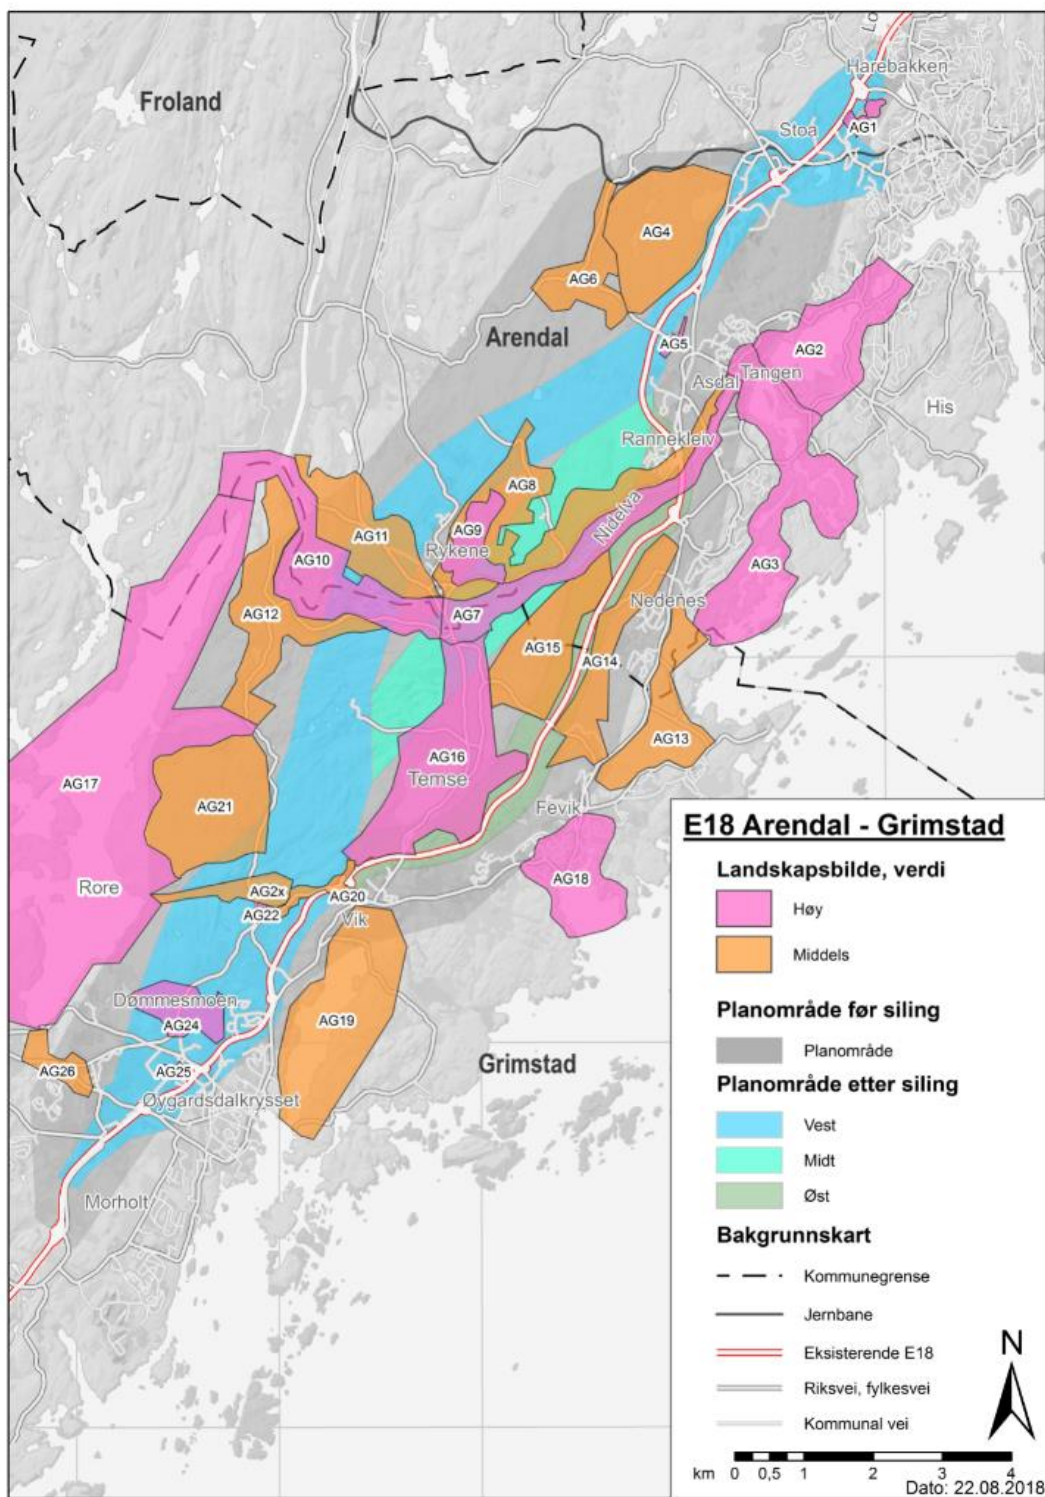 Lo
Harebakken
Froland
AG1
Stoa
AG4
AG6
Arendal
AG5
AG2
Asdal
Tangen
His
Rannekleiv
AG8
AG9
AG11
Nidelva
Rykene
AG10
AG3
AG12
AG7
Nedenes
AG15
AG14
AG13
AG16
Temse
AG17
AG21
Fevik
AG18
Rore
AG2x
AG20
AG22
Vik
Dømmesmoen
AG24
AG19
AG26
AG25
Grimstad
Øygardsdalkrysset
Morholt
E18 Arendal - Grimstad
Landskapsbilde, verdi
Høy
Middels
Planområde før siling
Planområde
Planområde etter siling
Vest
Midt
Øst
Bakgrunnskart
Kommunegrense
Jernbane
Eksisterende E18
Riksvei, fylkesvei
Kommunal vei
N
km 0 0,5 1 2 3 4
Dato: 22.08.2018